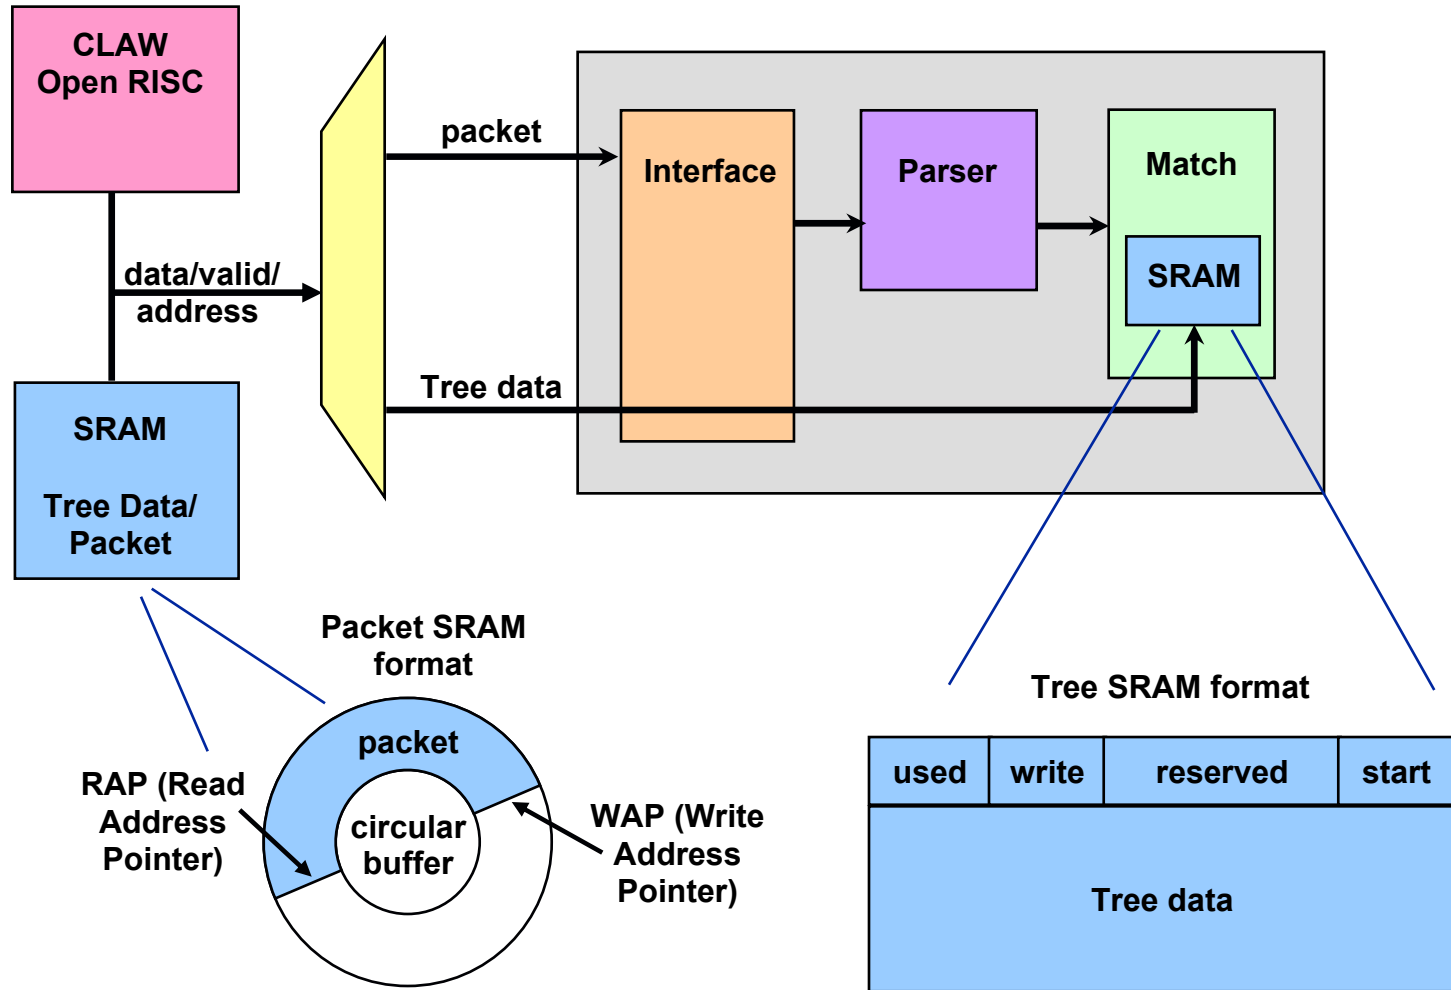 CLAW
Open RISC
data/valid/
address
SRAM
Tree Data/
Packet
packet
Tree data
Interface
Parser
Match
SRAM
Packet SRAM
format
packet
circular
buffer
RAP (Read
Address
Pointer)
WAP (Write
Address
Pointer)
Tree SRAM format
used write reserved start
Tree data